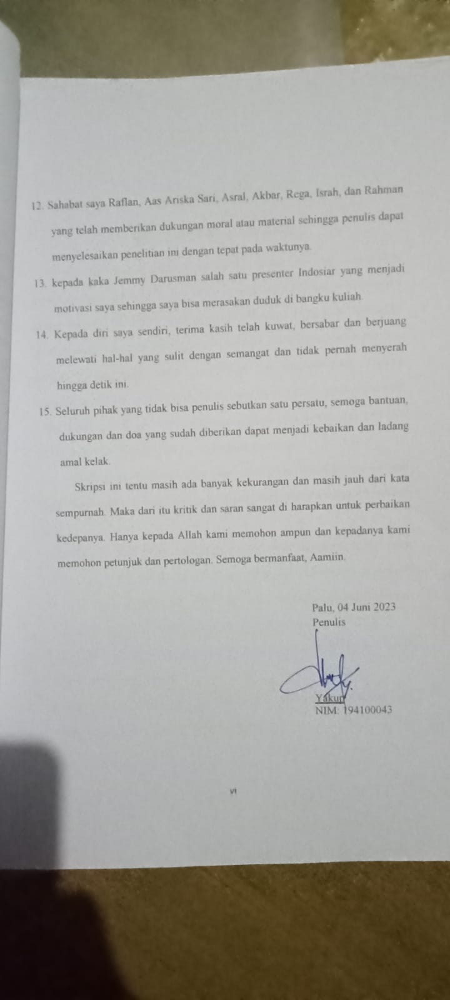 12. Sahabat saya Raflan, Aas Ariska Sari, Asral, Akbar, Rega, Israh, dan Rahman
yang telah memberikan dukungan moral atau material sehingga penulis dapat
menyelesaikan penelitian ini dengan tepat pada waktunya.
13. kepada kaka Jemmy Darusman salah satu presenter Indosiar yang menjadi
motivasi saya sehingga saya bisa merasakan duduk di bangku kuliah.
14. Kepada diri saya sendiri, terima kasih telah kuwat, bersabar dan berjuang
melewati hal-hal yang sulit dengan semangat dan tidak pernah menyerah
hingga detik ini.
15. Seluruh pihak yang tidak bisa penulis sebutkan satu persatu, semoga bantuan,
dukungan dan doa yang sudah diberikan dapat menjadi kebaikan dan ladang
amal kelak.
Skripsi ini tentu masih ada banyak kekurangan dan masih jauh dari kata
sempurnah. Maka dari itu kritik dan saran sangat di harapkan untuk perbaikan
kedepanya. Hanya kepada Allah kami memohon ampun dan kepadanya kami
memohon petunjuk dan pertologan. Semoga bermanfaat, Aamiin.
Palu, 04 Juni 2023
Penulis
Yakup
NIM: 194100043
vi